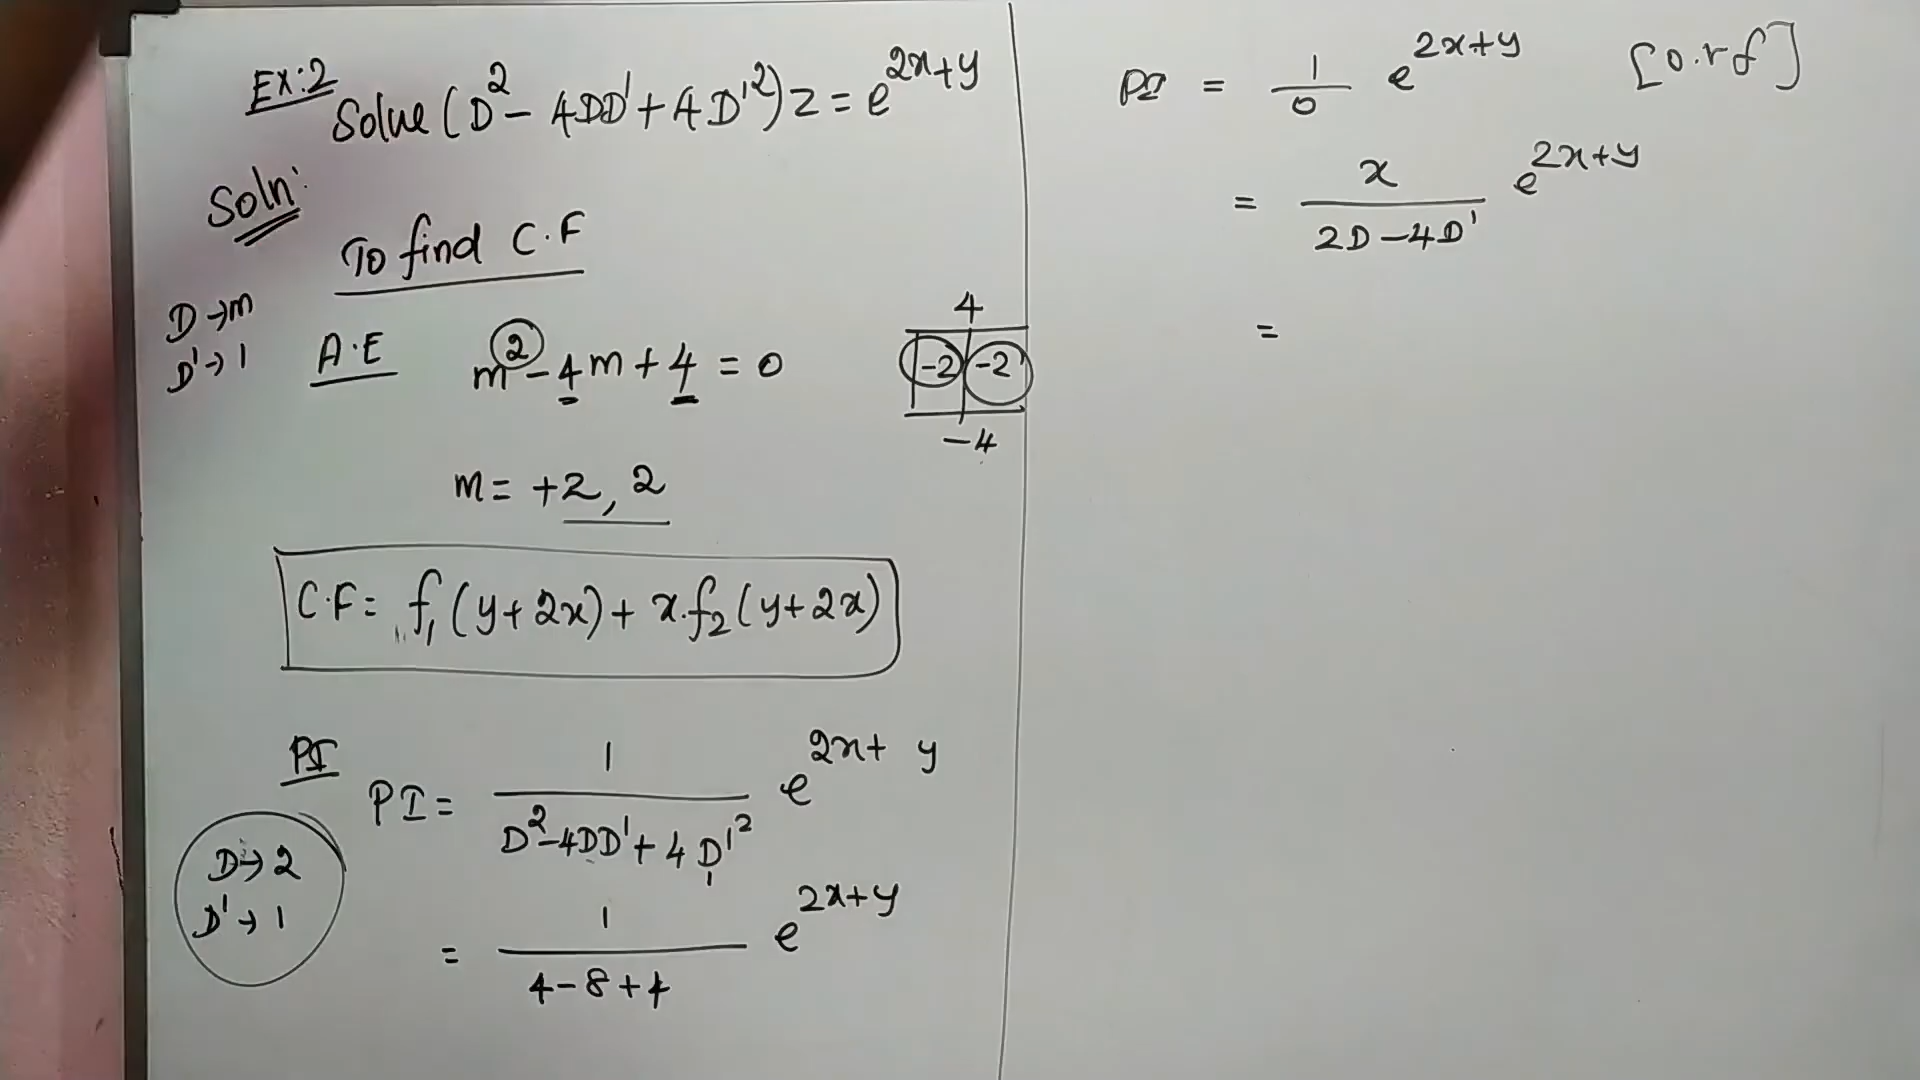 Ex:2 Solve (D² - 4DD' + 4D'²) z = e^{2x+y}
Soln:
To find C.F
D→m
D'→1
A.E m² - 4m + 4 = 0
4
-2 | -2
-4
m = +2, 2
C.F = f₁(y+2x) + x.f₂(y+2x)
PI
PI = 1/(D² - 4DD' + 4D'²) e^{2x+y}
D→2
D'→1
= 1/(4-8+4) e^{2x+y}
PI = 1/0 e^{2x+y} [o.r f]
= x/(2D-4D') e^{2x+y}
=